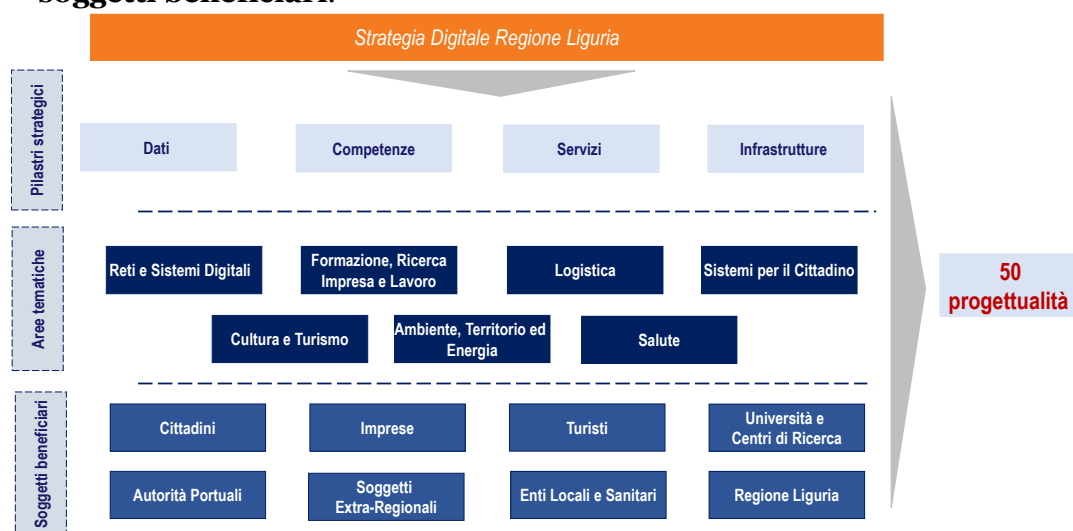 soggetti beneficiari.
Strategia Digitale Regione Liguria
Pilastri strategici
Dati
Competenze
Servizi
Infrastrutture
Aree tematiche
Reti e Sistemi Digitali
Formazione, Ricerca
Impresa e Lavoro
Logistica
Sistemi per il Cittadino
Cultura e Turismo
Ambiente, Territorio ed
Energia
Salute
50
progettualità
Soggetti beneficiari
Cittadini
Imprese
Turisti
Università e
Centri di Ricerca
Autorità Portuali
Soggetti
Extra-Regionali
Enti Locali e Sanitari
Regione Liguria